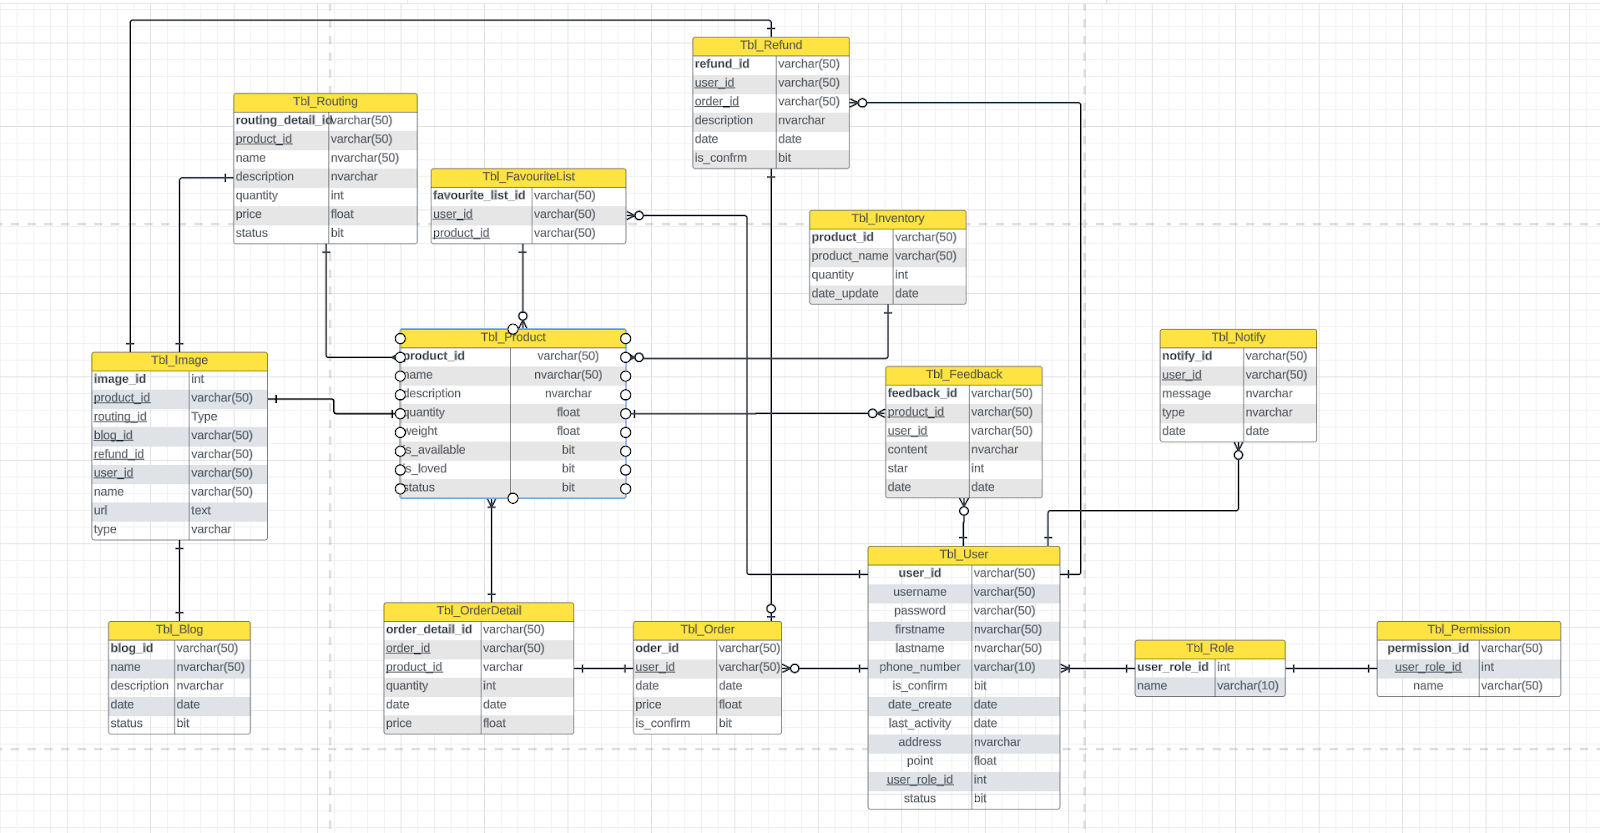 Tbl_Refund
refund_id varchar(50)
user_id varchar(50)
order_id varchar(50)
description nvarchar
date date
is_confrm bit
Tbl_Routing
routing_detail_id varchar(50)
product_id varchar(50)
name nvarchar(50)
description nvarchar
quantity int
price float
status bit
Tbl_FavouriteList
favourite_list_id varchar(50)
user_id varchar(50)
product_id varchar(50)
Tbl_Inventory
product_id varchar(50)
product_name varchar(50)
quantity int
date_update date
Tbl_Product
product_id varchar(50)
name nvarchar(50)
description nvarchar
quantity float
weight float
is_available bit
is_loved bit
status bit
Tbl_Notify
notify_id varchar(50)
user_id varchar(50)
message nvarchar
type nvarchar
date date
Tbl_Image
image_id int
product_id varchar(50)
routing_id Type
blog_id varchar(50)
refund_id varchar(50)
user_id varchar(50)
name varchar(50)
url text
type varchar
Tbl_Feedback
feedback_id varchar(50)
product_id varchar(50)
user_id varchar(50)
content nvarchar
star int
date date
Tbl_User
user_id varchar(50)
username varchar(50)
password varchar(50)
firstname nvarchar(50)
lastname nvarchar(50)
phone_number varchar(10)
is_confirm bit
date_create date
last_activity date
address nvarchar
point float
user_role_id int
status bit
Tbl_OrderDetail
order_detail_id varchar(50)
order_id varchar(50)
product_id varchar
quantity int
date date
price float
Tbl_Blog
blog_id varchar(50)
name nvarchar(50)
description nvarchar
date date
status bit
Tbl_Order
oder_id varchar(50)
user_id varchar(50)
date date
price float
is_confirm bit
Tbl_Role
user_role_id int
name varchar(10)
Tbl_Permission
permission_id varchar(50)
user_role_id int
name varchar(50)